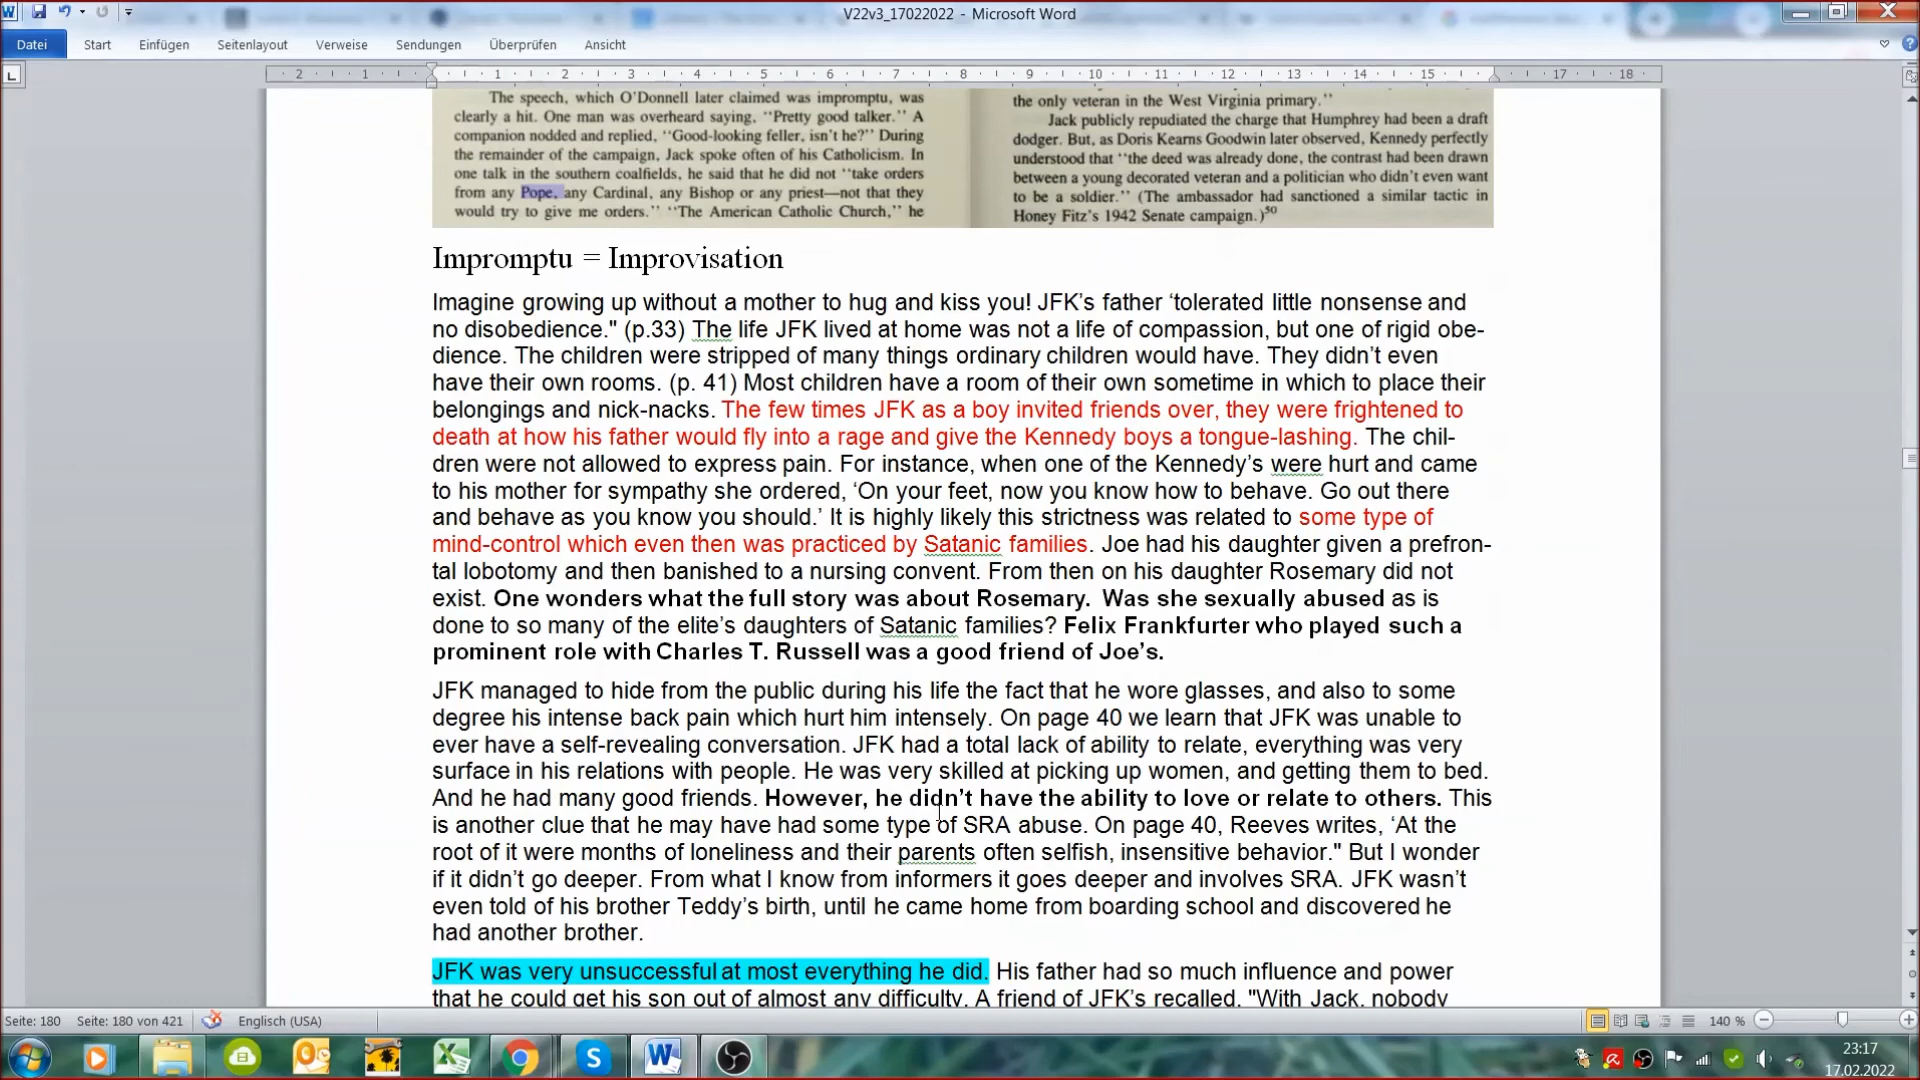 V22v3_17022022 - Microsoft Word
Datei Start Einfügen Seitenlayout Verweise Sendungen Überprüfen Ansicht
2 1 1 2 3 4 5 6 7 8 9 10 11 12 13 14 15 17 18
The speech, which O'Donnell later claimed was impromptu, was
clearly a hit. One man was overheard saying, "Pretty good talker." A
companion nodded and replied, "Good-looking feller, isn't he?" During
the remainder of the campaign, Jack spoke often of his Catholicism. In
one talk in the southern coalfields, he said that he did not "take orders
from any Pope, any Cardinal, any Bishop or any priest—not that they
would try to give me orders." "The American Catholic Church," he
the only veteran in the West Virginia primary."
Jack publicly repudiated the charge that Humphrey had been a draft
dodger. But, as Doris Kearns Goodwin later observed, Kennedy perfectly
understood that "the deed was already done, the contrast had been drawn
between a young decorated veteran and a politician who didn't even want
to be a soldier." (The ambassador had sanctioned a similar tactic in
Honey Fitz's 1942 Senate campaign.)50
Impromptu = Improvisation
Imagine growing up without a mother to hug and kiss you! JFK's father 'tolerated little nonsense and
no disobedience." (p.33) The life JFK lived at home was not a life of compassion, but one of rigid obe-
dience. The children were stripped of many things ordinary children would have. They didn't even
have their own rooms. (p. 41) Most children have a room of their own sometime in which to place their
belongings and nick-nacks. The few times JFK as a boy invited friends over, they were frightened to
death at how his father would fly into a rage and give the Kennedy boys a tongue-lashing. The chil-
dren were not allowed to express pain. For instance, when one of the Kennedy's were hurt and came
to his mother for sympathy she ordered, 'On your feet, now you know how to behave. Go out there
and behave as you know you should.' It is highly likely this strictness was related to some type of
mind-control which even then was practiced by Satanic families. Joe had his daughter given a prefron-
tal lobotomy and then banished to a nursing convent. From then on his daughter Rosemary did not
exist. One wonders what the full story was about Rosemary. Was she sexually abused as is
done to so many of the elite's daughters of Satanic families? Felix Frankfurter who played such a
prominent role with Charles T. Russell was a good friend of Joe's.
JFK managed to hide from the public during his life the fact that he wore glasses, and also to some
degree his intense back pain which hurt him intensely. On page 40 we learn that JFK was unable to
ever have a self-revealing conversation. JFK had a total lack of ability to relate, everything was very
surface in his relations with people. He was very skilled at picking up women, and getting them to bed.
And he had many good friends. However, he didn't have the ability to love or relate to others. This
is another clue that he may have had some type of SRA abuse. On page 40, Reeves writes, 'At the
root of it were months of loneliness and their parents often selfish, insensitive behavior." But I wonder
if it didn't go deeper. From what I know from informers it goes deeper and involves SRA. JFK wasn't
even told of his brother Teddy's birth, until he came home from boarding school and discovered he
had another brother.
JFK was very unsuccessful at most everything he did. His father had so much influence and power
that he could get his son out of almost any difficulty. A friend of JFK's recalled, "With Jack, nobody
Seite: 180 Seite: 180 von 421 Englisch (USA) 140 %
23:17
17.02.2022